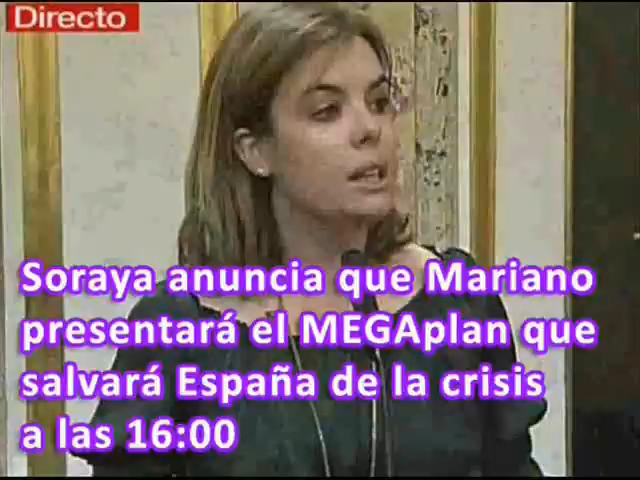 Directo
Soraya anuncia que Mariano
presentará el MEGAplan que
salvará España de la crisis
a las 16:00